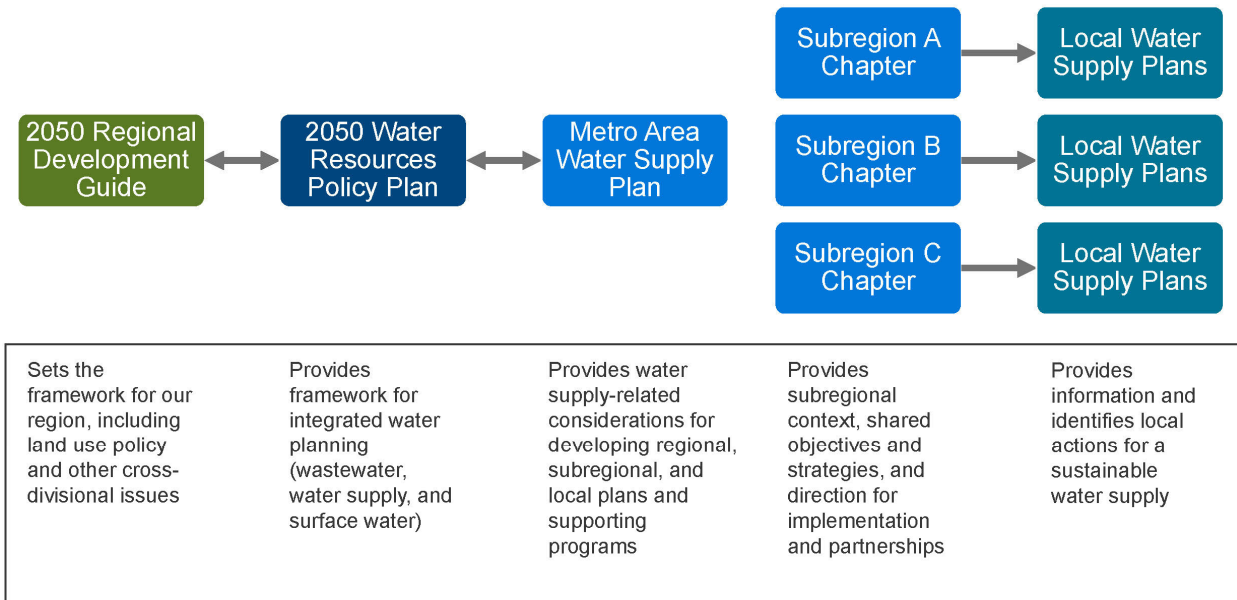 2050 Regional
Development
Guide
2050 Water
Resources
Policy Plan
Metro Area
Water Supply
Plan
Subregion A
Chapter
Local Water
Supply Plans
Subregion B
Chapter
Local Water
Supply Plans
Subregion C
Chapter
Local Water
Supply Plans
Sets the
framework for our
region, including
land use policy
and other cross-
divisional issues
Provides
framework for
integrated water
planning
(wastewater,
water supply, and
surface water)
Provides water
supply-related
considerations for
developing regional,
subregional, and
local plans and
supporting
programs
Provides
subregional
context, shared
objectives and
strategies, and
direction for
implementation
and partnerships
Provides
information and
identifies local
actions for a
sustainable
water supply